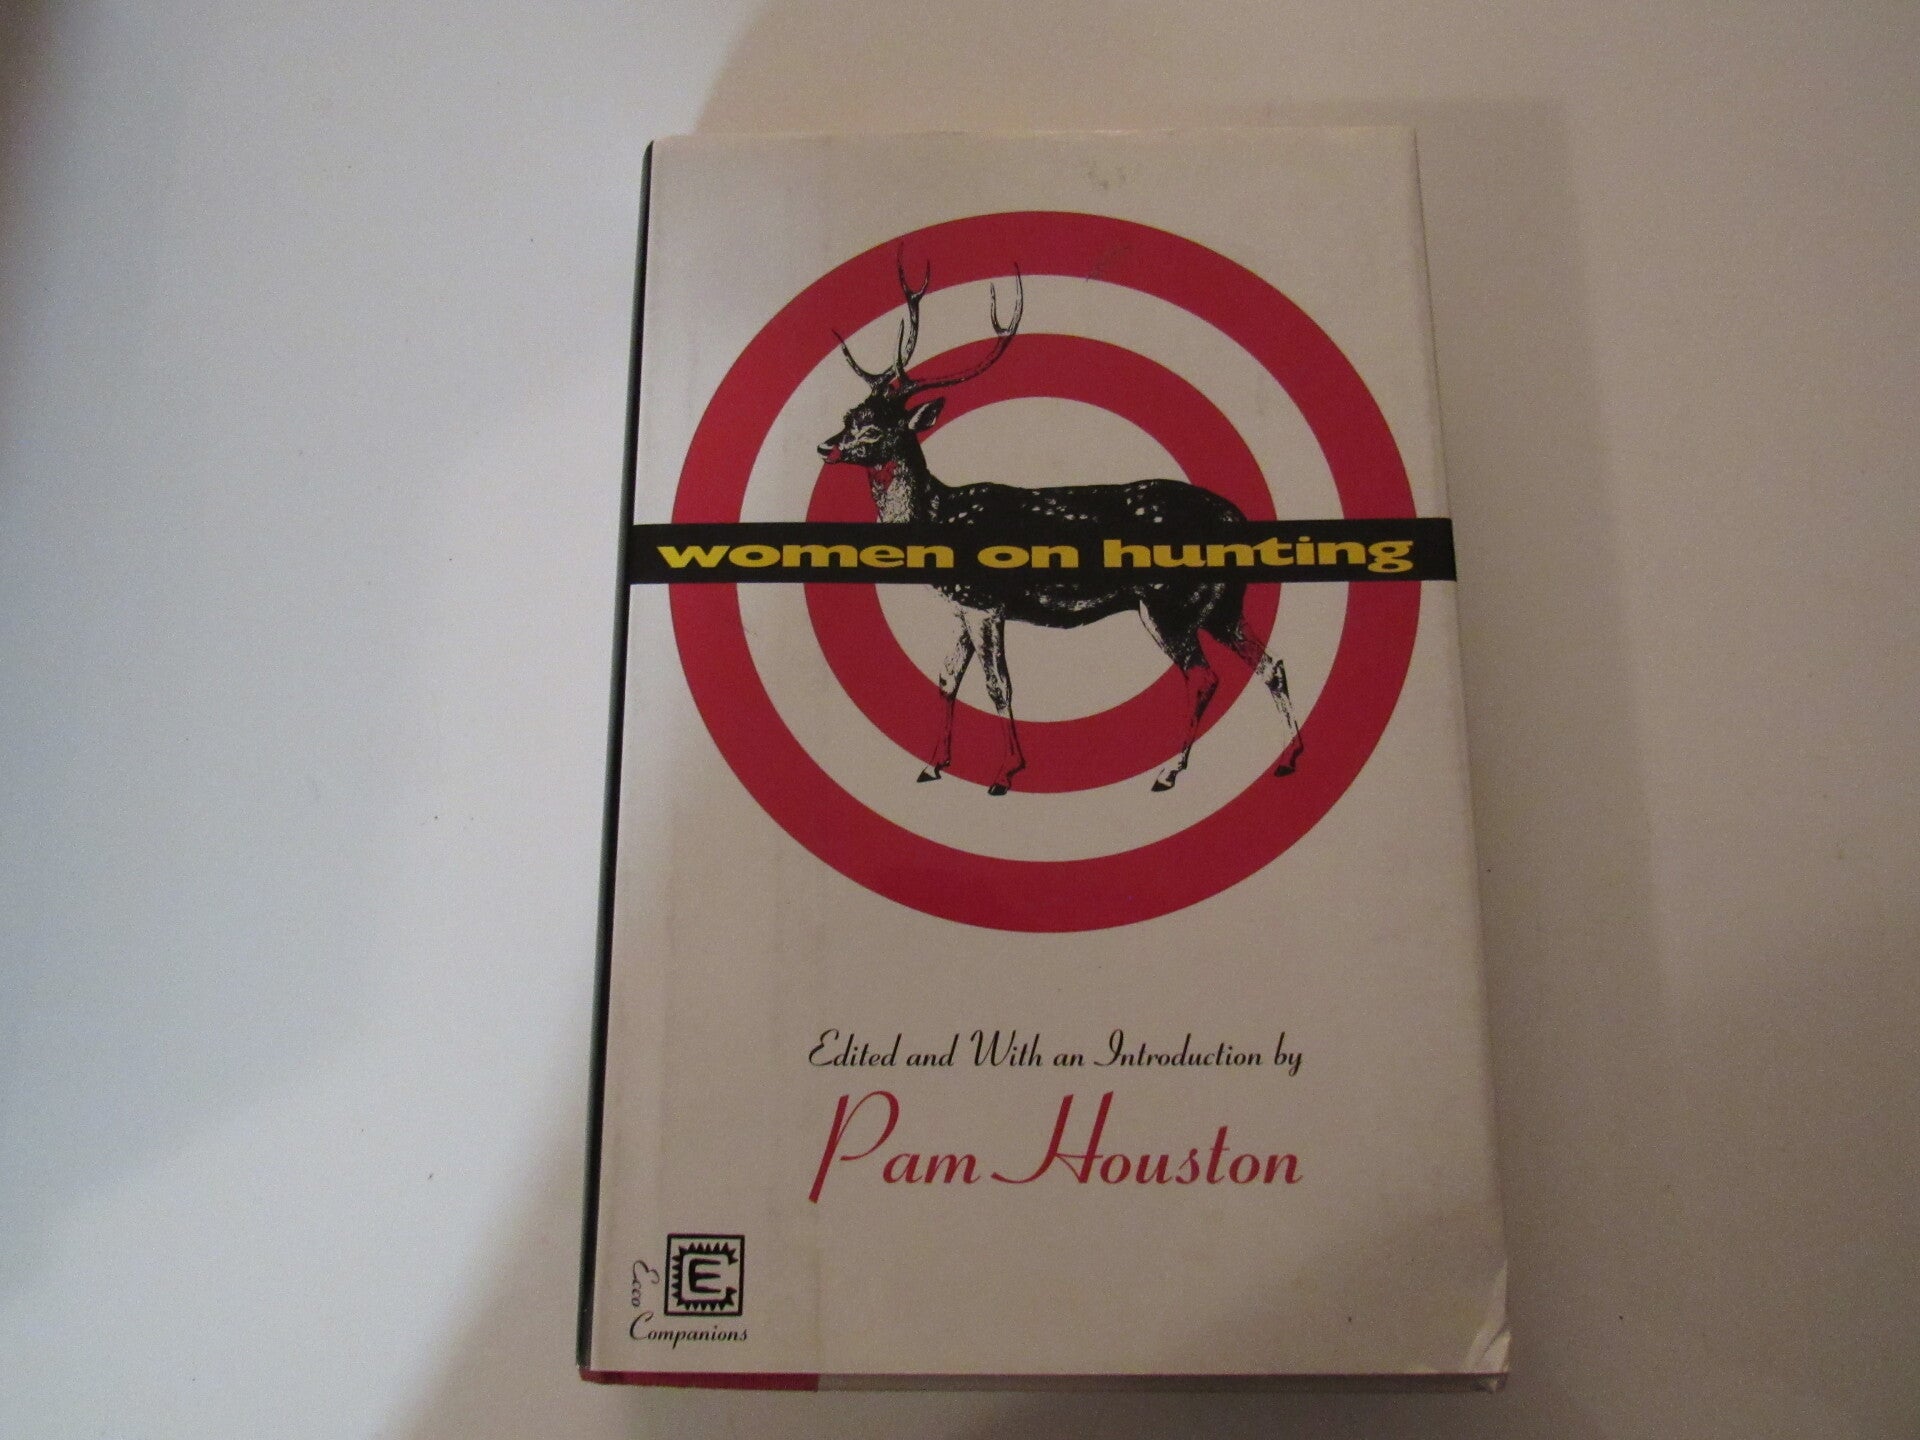 women on hunting
Edited and With an Introduction by
Pam Houston
Ecco
Companions